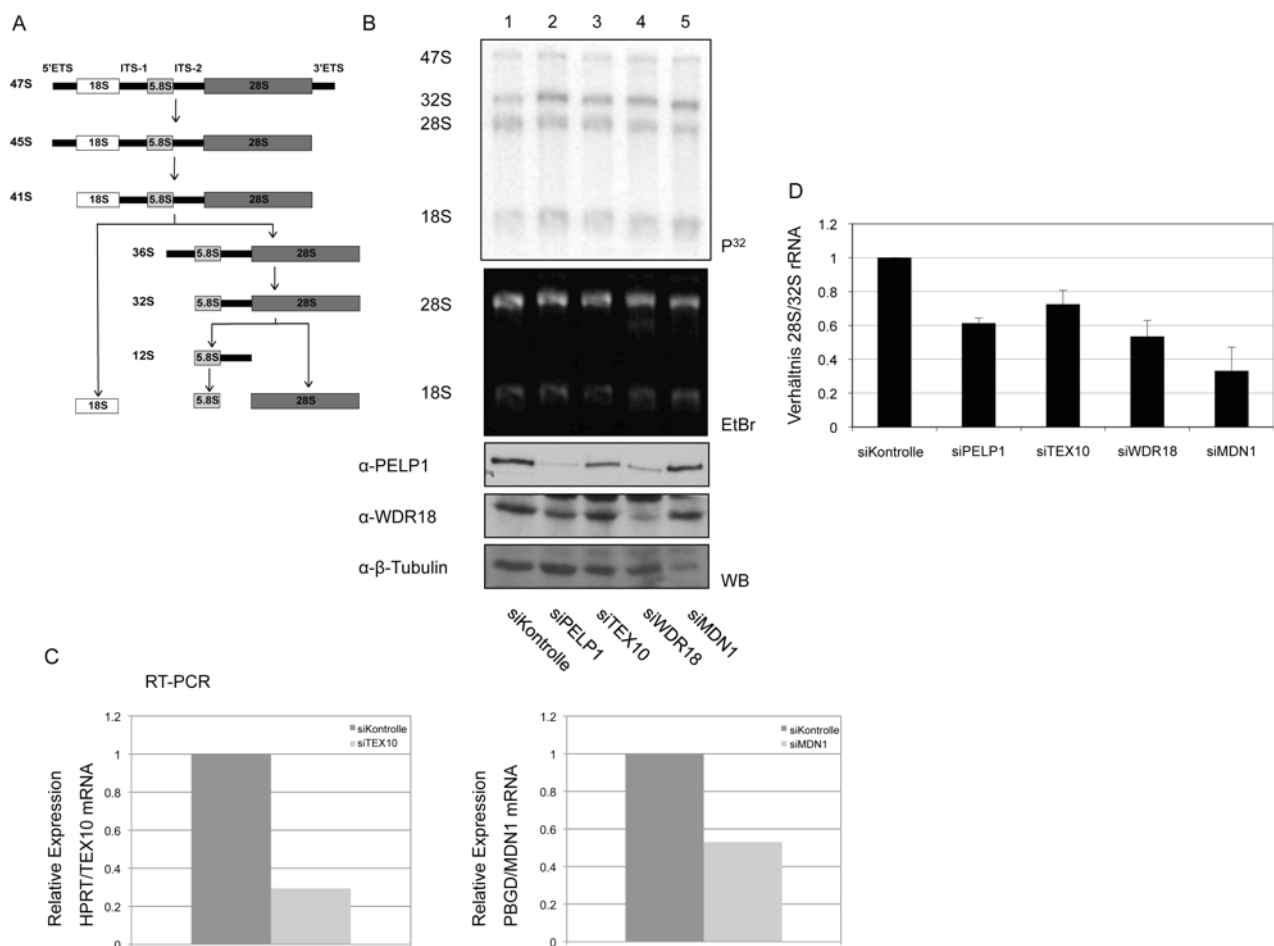 A
5'ETS ITS-1 ITS-2 3'ETS
47S 18S 5.8S 28S
45S 18S 5.8S 28S
41S 18S 5.8S 28S
36S 5.8S 28S
32S 5.8S 28S
12S 5.8S
18S 5.8S 28S
B
1 2 3 4 5
47S
32S
28S
18S
P32
28S
18S
EtBr
α-PELP1
α-WDR18
α-β-Tubulin
WB
siKontrolle siPELP1 siTEX10 siWDR18 siMDN1
D
Verhältnis 28S/32S rRNA
1.2
1
0.8
0.6
0.4
0.2
0
siKontrolle siPELP1 siTEX10 siWDR18 siMDN1
C
RT-PCR
Relative Expression
HPRT/TEX10 mRNA
1.2
1
0.8
0.6
0.4
0.2
0
siKontrolle
siTEX10
Relative Expression
PBGD/MDN1 mRNA
1.2
1
0.8
0.6
0.4
0.2
0
siKontrolle
siMDN1